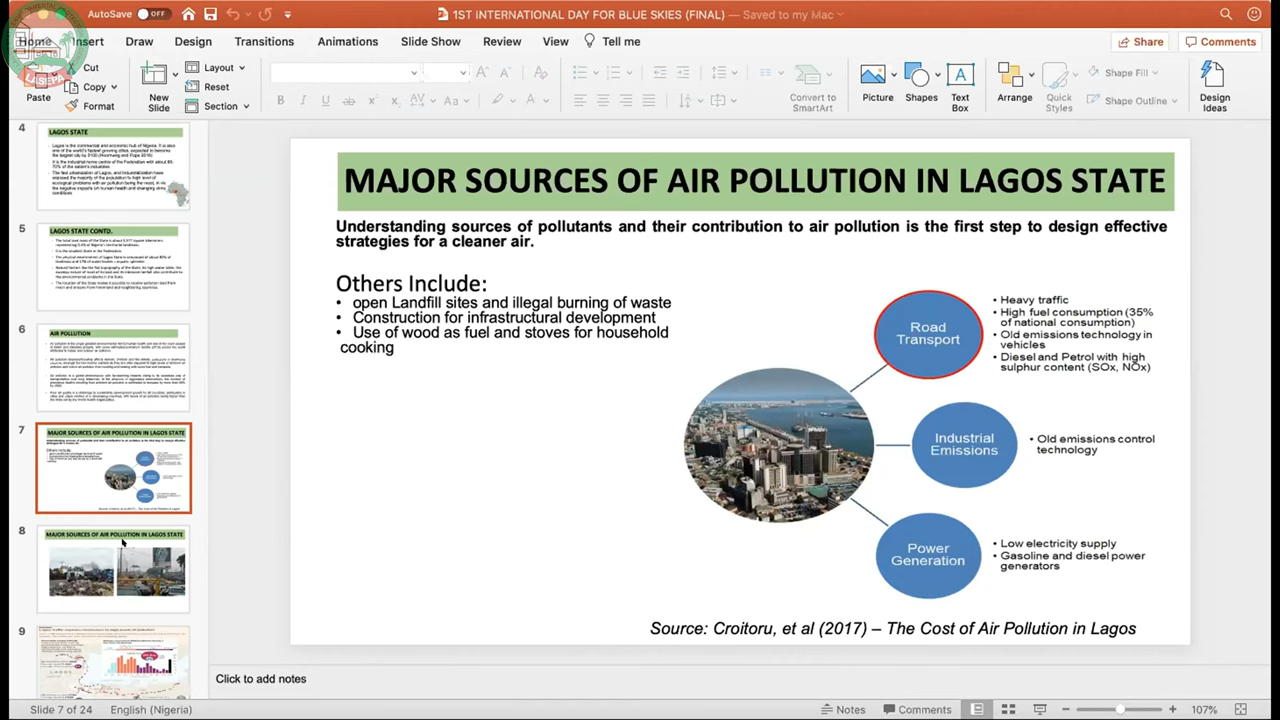 AutoSave OFF
1ST INTERNATIONAL DAY FOR BLUE SKIES (FINAL) — Saved to my Mac
Home Insert Draw Design Transitions Animations Slide Show Review View Tell me
Share Comments
LASEPA
Paste
Cut
Copy
Format
New Slide
Layout
Reset
Section
Convert to SmartArt
Picture
Shapes
Text Box
Arrange
Quick Styles
Shape Fill
Shape Outline
Design Ideas
4
LAGOS STATE
5
LAGOS STATE CONTD.
6
AIR POLLUTION
7
MAJOR SOURCES OF AIR POLLUTION IN LAGOS STATE
8
MAJOR SOURCES OF AIR POLLUTION IN LAGOS STATE
9
MAJOR SOURCES OF AIR POLLUTION IN LAGOS STATE
Understanding sources of pollutants and their contribution to air pollution is the first step to design effective
strategies for a cleaner air.
Others Include:
• open Landfill sites and illegal burning of waste
• Construction for infrastructural development
• Use of wood as fuel and stoves for household
cooking
Road
Transport
• Heavy traffic
• High fuel consumption (35%
of national consumption)
• Old emissions technology in
vehicles
• Diesel and Petrol with high
sulphur content (SOx, NOx)
Industrial
Emissions
• Old emissions control
technology
Power
Generation
• Low electricity supply
• Gasoline and diesel power
generators
Source: Croitoru et al (2017) – The Cost of Air Pollution in Lagos
Click to add notes
Slide 7 of 24 English (Nigeria)
Notes Comments 107%